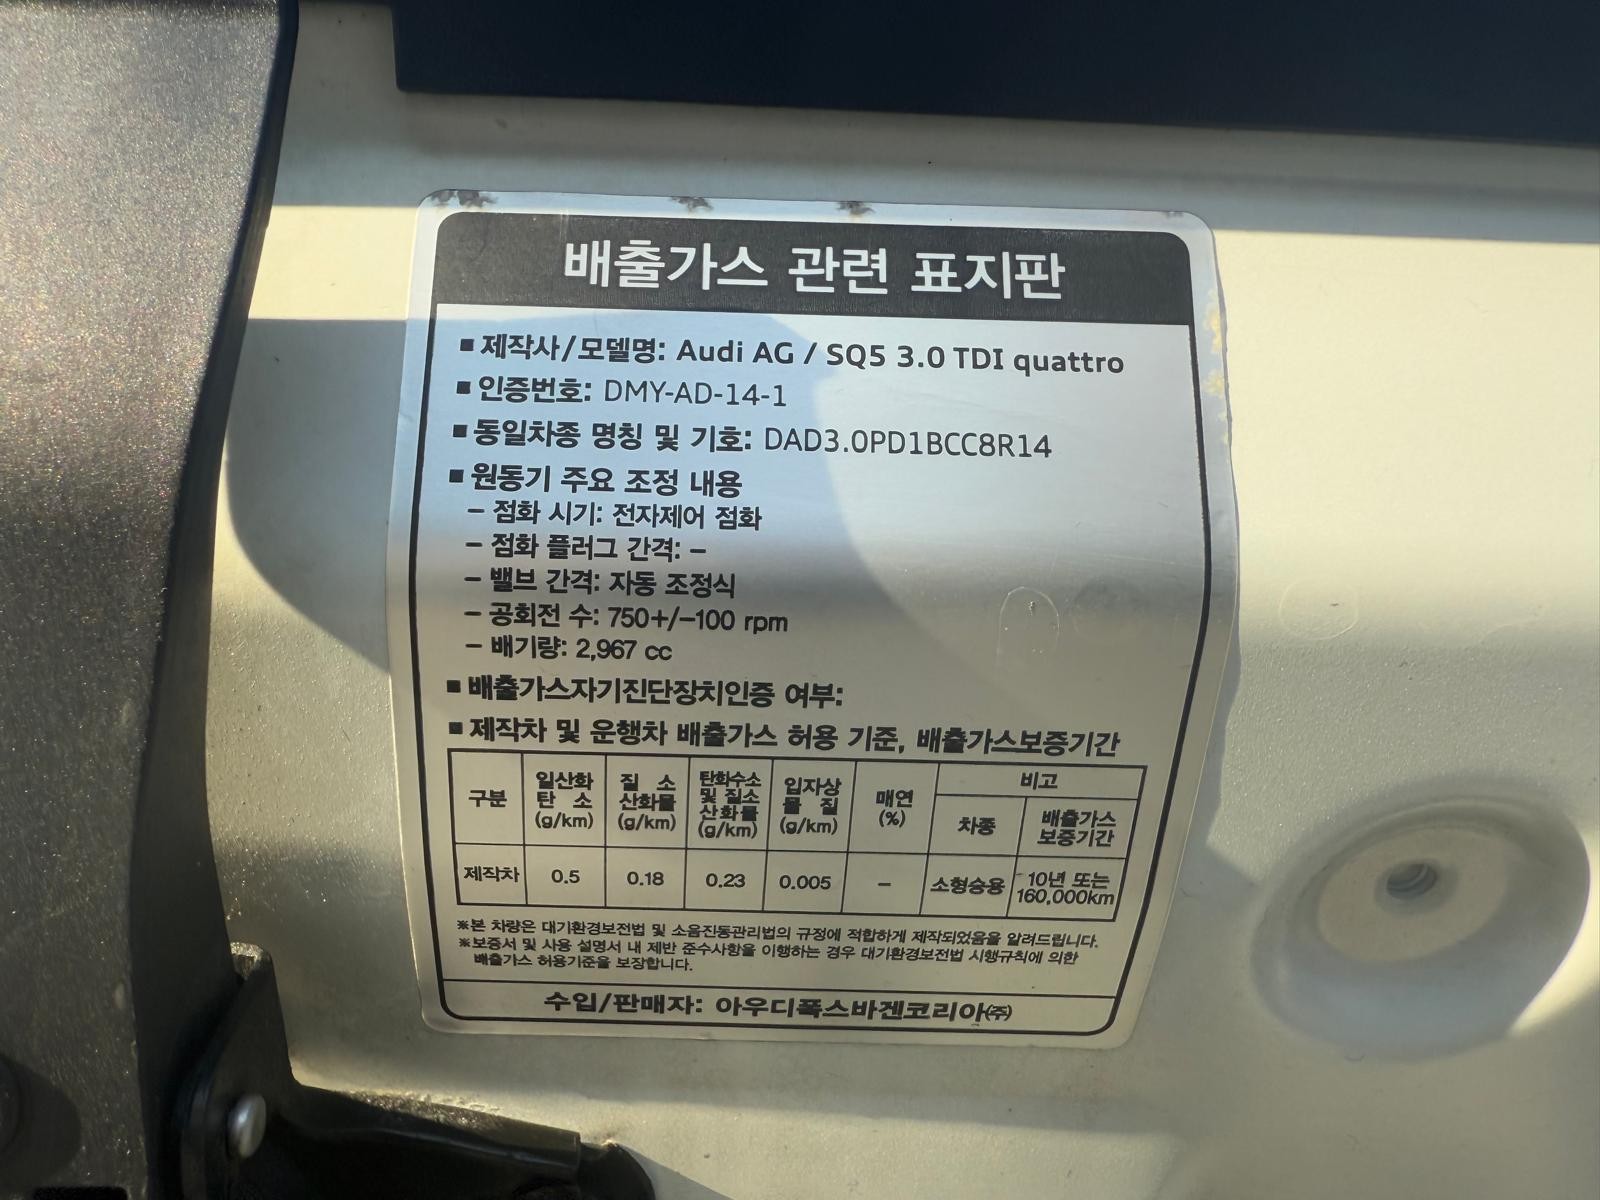 배출가스 관련 표지판
■ 제작사/모델명: Audi AG / SQ5 3.0 TDI quattro
■ 인증번호: DMY-AD-14-1
■ 동일차종 명칭 및 기호: DAD3.0PD1BCC8R14
■ 원동기 주요 조정 내용
– 점화 시기: 전자제어 점화
– 점화 플러그 간격: –
– 밸브 간격: 자동 조정식
– 공회전 수: 750+/–100 rpm
– 배기량: 2,967 cc
■ 배출가스자기진단장치인증 여부:
■ 제작차 및 운행차 배출가스 허용 기준, 배출가스보증기간
구분 일산화탄소(g/km) 질소산화물(g/km) 탄화수소및질소산화물(g/km) 입자상물질(g/km) 매연(%) 비고
차종 배출가스보증기간
제작차 0.5 0.18 0.23 0.005 – 소형승용 10년 또는 160,000km
※본 차량은 대기환경보전법 및 소음진동관리법의 규정에 적합하게 제작되었음을 알려드립니다.
※보증서 및 사용 설명서 내 제반 준수사항을 이행하는 경우 대기환경보전법 시행규칙에 의한
배출가스 허용기준을 보장합니다.
수입/판매자: 아우디폭스바겐코리아㈜